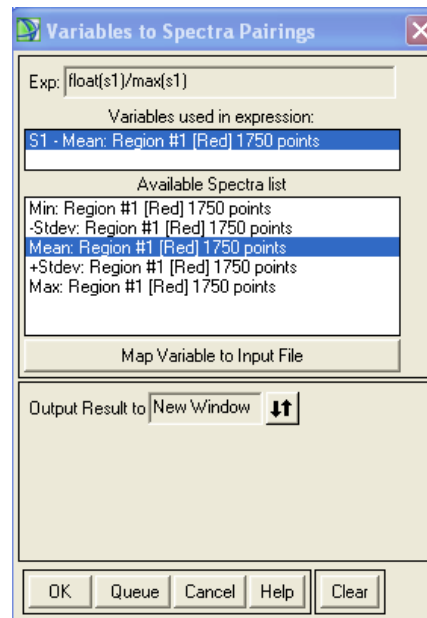 Variables to Spectra Pairings
Exp: float(s1)/max(s1)
Variables used in expression:
S1 - Mean: Region #1 [Red] 1750 points
Available Spectra list
Min: Region #1 [Red] 1750 points
-Stdev: Region #1 [Red] 1750 points
Mean: Region #1 [Red] 1750 points
+Stdev: Region #1 [Red] 1750 points
Max: Region #1 [Red] 1750 points
Map Variable to Input File
Output Result to New Window
OK Queue Cancel Help Clear